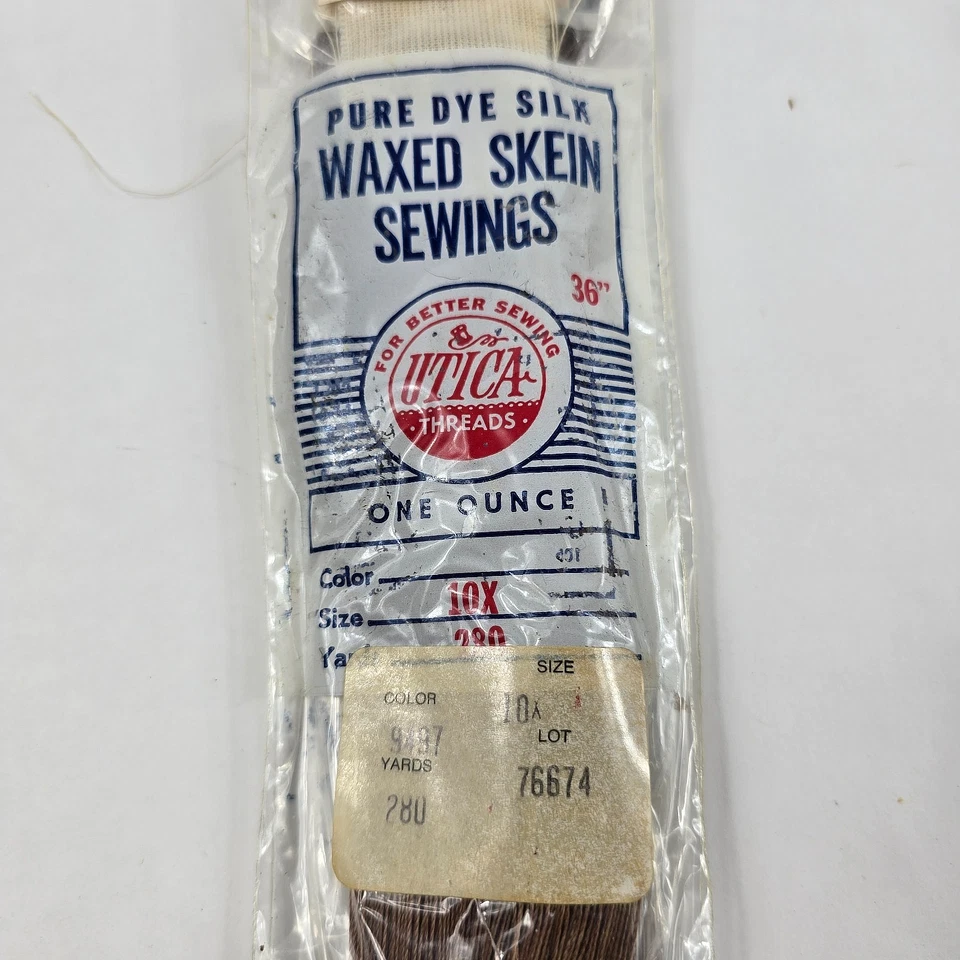 PURE DYE SILK
WAXED SKEIN
SEWINGS
36”
FOR BETTER SEWING
UTICA
· THREADS ·
ONE OUNCE
Color
Size 10X
280
SIZE
10X
COLOR
LOT
YARDS
76674
280